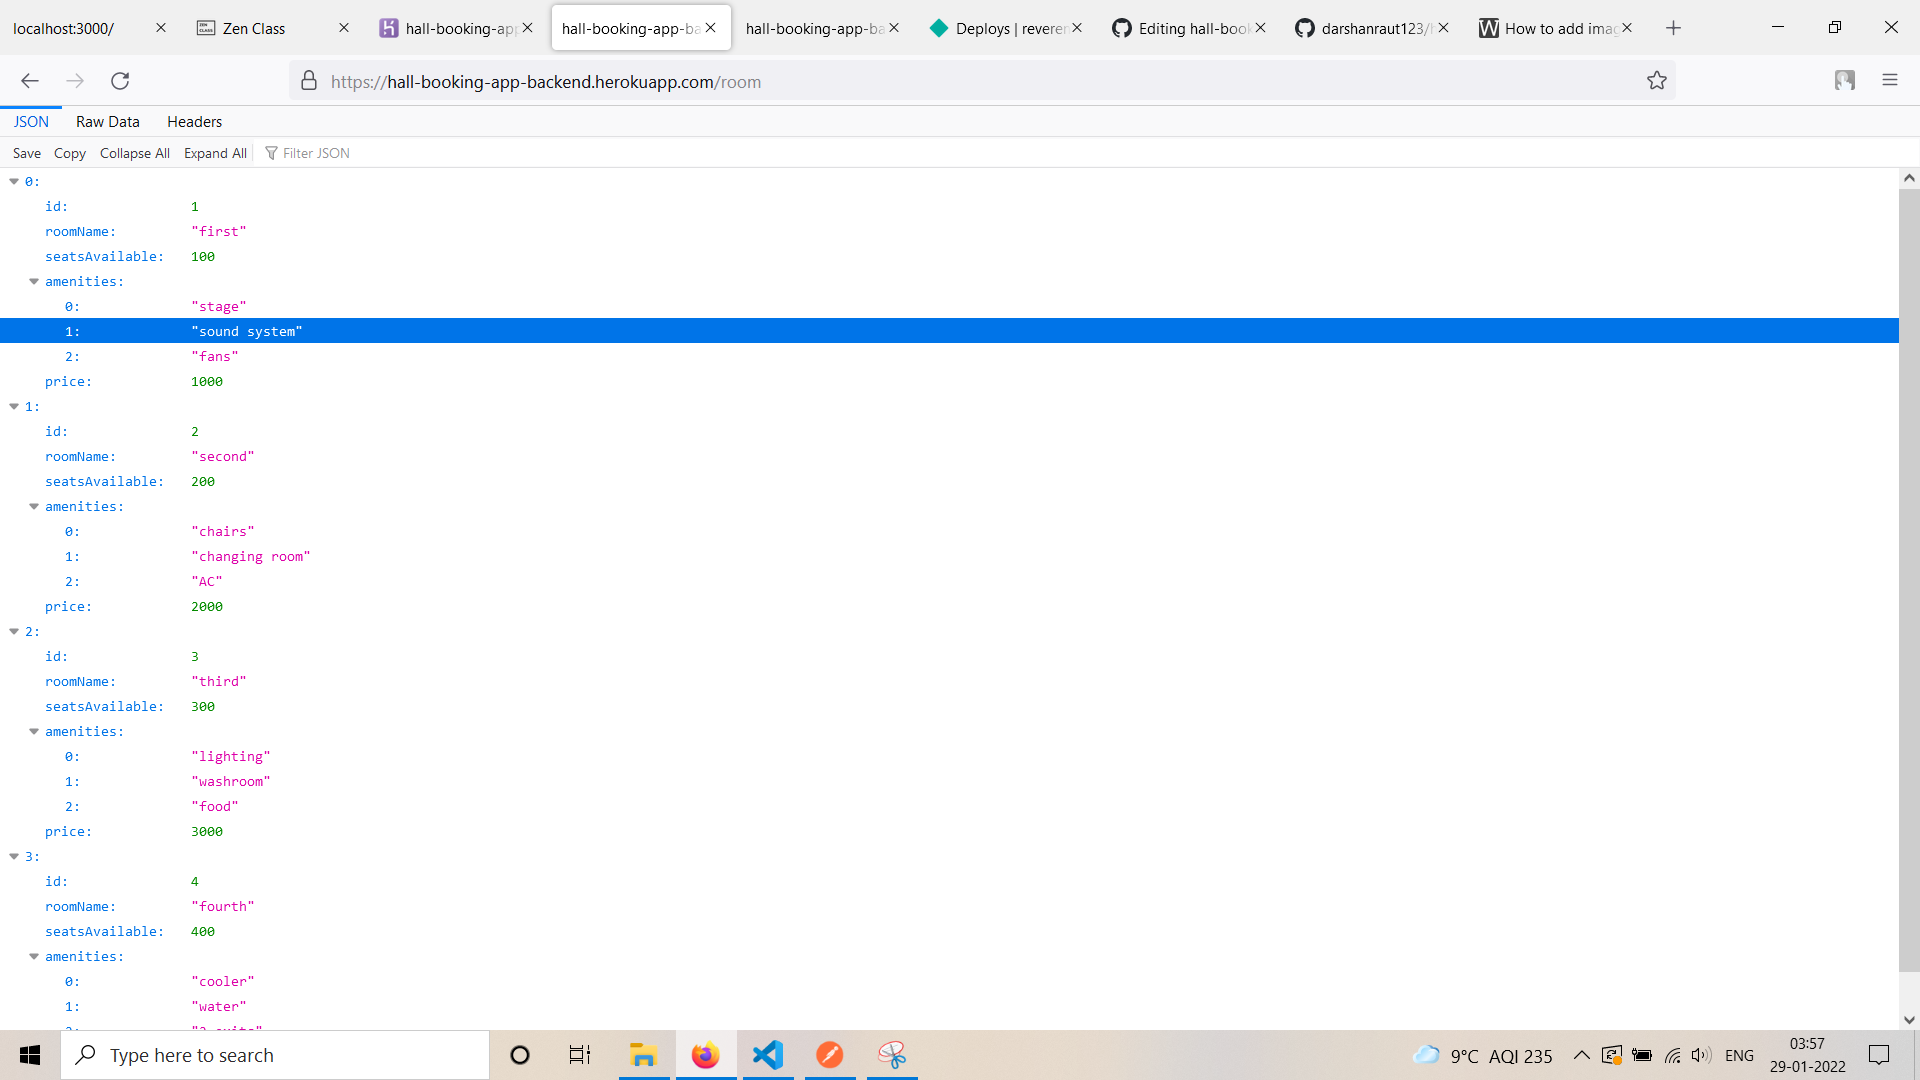 localhost:3000/ Zen Class hall-booking-app hall-booking-app-ba hall-booking-app-ba Deploys | reveren Editing hall-book darshanraut123/h How to add imag
https://hall-booking-app-backend.herokuapp.com/room
JSON Raw Data Headers
Save Copy Collapse All Expand All Filter JSON
0:
id: 1
roomName: "first"
seatsAvailable: 100
amenities:
0: "stage"
1: "sound system"
2: "fans"
price: 1000
1:
id: 2
roomName: "second"
seatsAvailable: 200
amenities:
0: "chairs"
1: "changing room"
2: "AC"
price: 2000
2:
id: 3
roomName: "third"
seatsAvailable: 300
amenities:
0: "lighting"
1: "washroom"
2: "food"
price: 3000
3:
id: 4
roomName: "fourth"
seatsAvailable: 400
amenities:
0: "cooler"
1: "water"
Type here to search 9°C AQI 235 ENG 03:57
29-01-2022